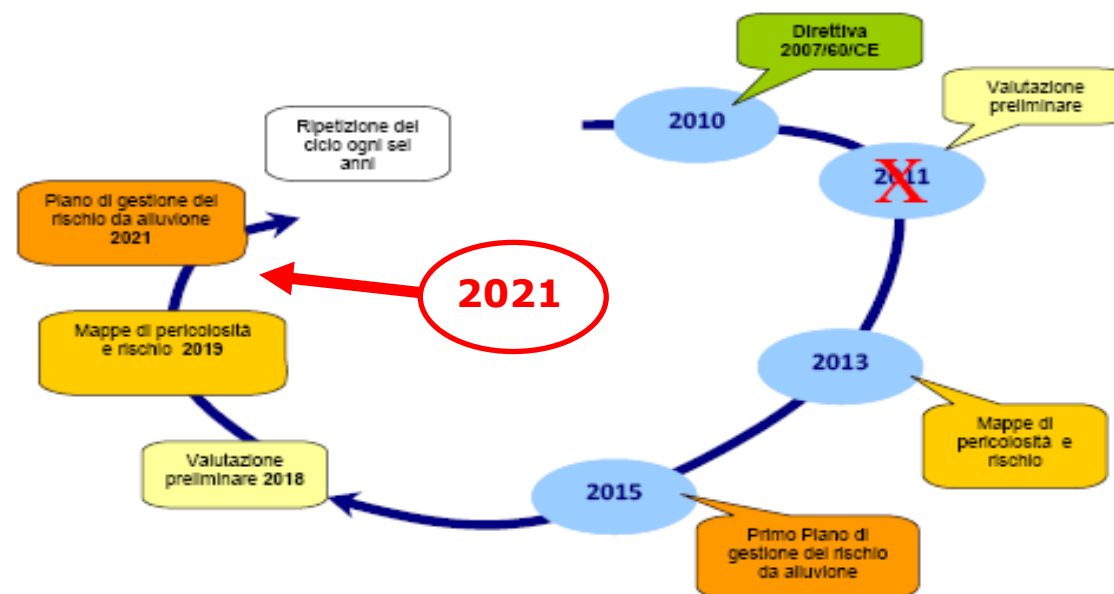 Direttiva
2007/60/CE
2010
Valutazione
preliminare
2011
X
2013
Mappe di
pericolosità e
rischio
2015
Primo Piano di
gestione del rischio
da alluvione
Valutazione
preliminare 2018
Mappe di pericolosità
e rischio 2019
Piano di gestione del
rischio da alluvione
2021
Ripetizione del
ciclo ogni sei
anni
2021